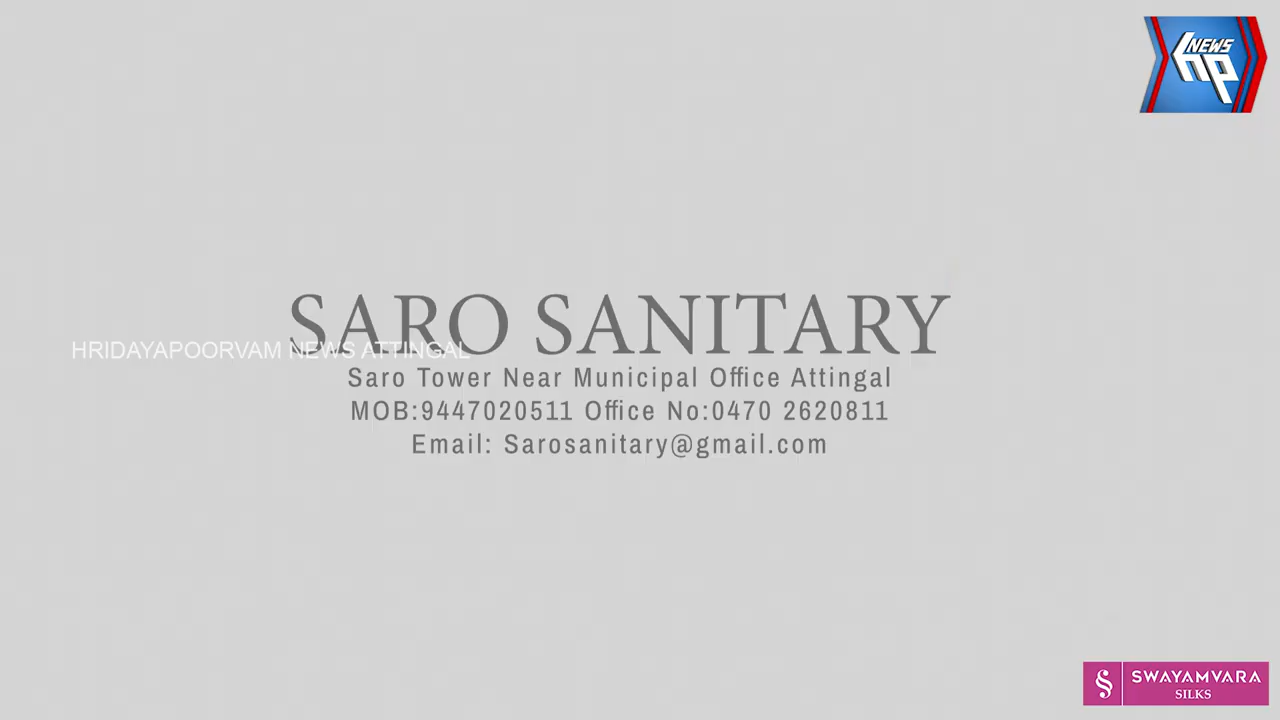 NEWS
hp
SARO SANITARY
HRIDAYAPOORVAM NEWS ATTINGAL
Saro Tower Near Municipal Office Attingal
MOB:9447020511 Office No:0470 2620811
Email: Sarosanitary@gmail.com
SWAYAMVARA
SILKS